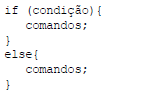 if (condição){
comandos;
}
else{
comandos;
}